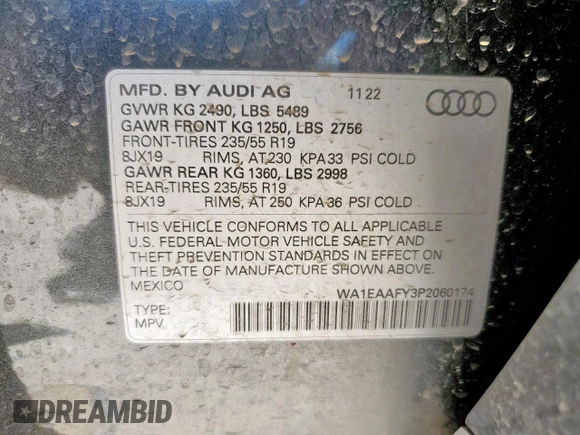 MFD. BY AUDI AG 11 22
GVWR KG 2490, LBS 5489
GAWR FRONT KG 1250, LBS 2756
FRONT-TIRES 235/55 R19
8JX19 RIMS, AT 230 KPA 33 PSI COLD
GAWR REAR KG 1360, LBS 2998
REAR-TIRES 235/55 R19
8JX19 RIMS, AT 250 KPA 36 PSI COLD
THIS VEHICLE CONFORMS TO ALL APPLICABLE
U.S. FEDERAL MOTOR VEHICLE SAFETY AND
THEFT PREVENTION STANDARDS IN EFFECT ON
THE DATE OF MANUFACTURE SHOWN ABOVE.
MEXICO WA1EAAFY3P2060174
TYPE:
MPV
DREAMBID